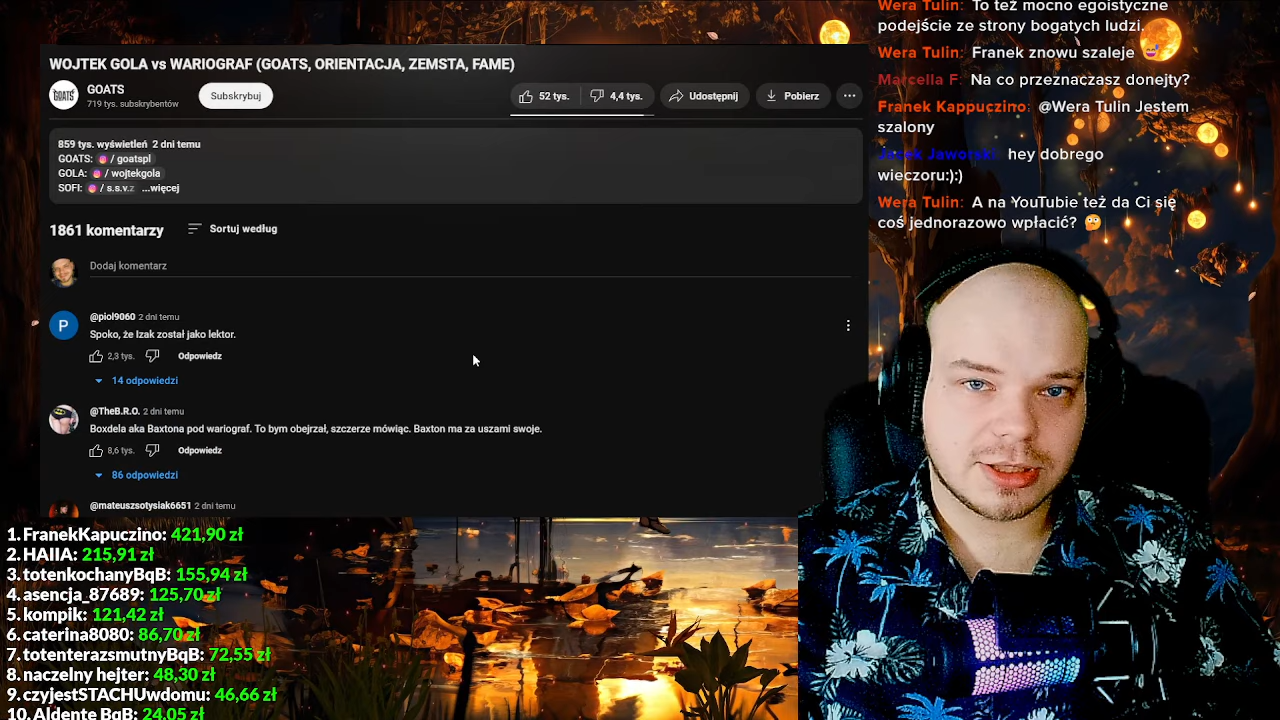 WOJTEK GOLA vs WARIOGRAF (GOATS, ORIENTACJA, ZEMSTA, FAME)
GOATS
GOATS
719 tys. subskrybentów
Subskrybuj
52 tys.
4,4 tys.
Udostępnij
Pobierz
859 tys. wyświetleń 2 dni temu
GOATS: / goatspl
GOLA: / wojtekgola
SOFI: / s.s.v.z ...więcej
1861 komentarzy
Sortuj według
Dodaj komentarz
P
@piol9060 2 dni temu
Spoko, że Izak został jako lektor.
2,3 tys.
Odpowiedz
14 odpowiedzi
@TheB.R.O. 2 dni temu
Boxdela aka Baxtona pod wariograf. To bym obejrzał, szczerze mówiąc. Baxton ma za uszami swoje.
8,6 tys.
Odpowiedz
86 odpowiedzi
@mateuszsotysiak6651 2 dni temu
1. FranekKapuczino: 421,90 zł
2. HAIIA: 215,91 zł
3. totenkochanyBqB: 155,94 zł
4. asencja_87689: 125,70 zł
5. kompik: 121,42 zł
6. caterina8080: 86,70 zł
7. totenterazsmutnyBqB: 72,55 zł
8. naczelny hejter: 48,30 zł
9. czyjestSTACHUwdomu: 46,66 zł
10. Aldente BqB: 24,05 zł
Wera Tulin: To też mocno egoistyczne
podejście ze strony bogatych ludzi.
Wera Tulin: Franek znowu szaleje
Marcella F: Na co przeznaczasz donejty?
Franek Kappuczino: @Wera Tulin Jestem
szalony
Jacek Jaworski: hey dobrego
wieczoru:):)
Wera Tulin: A na YouTubie też da Ci się
coś jednorazowo wpłacić?